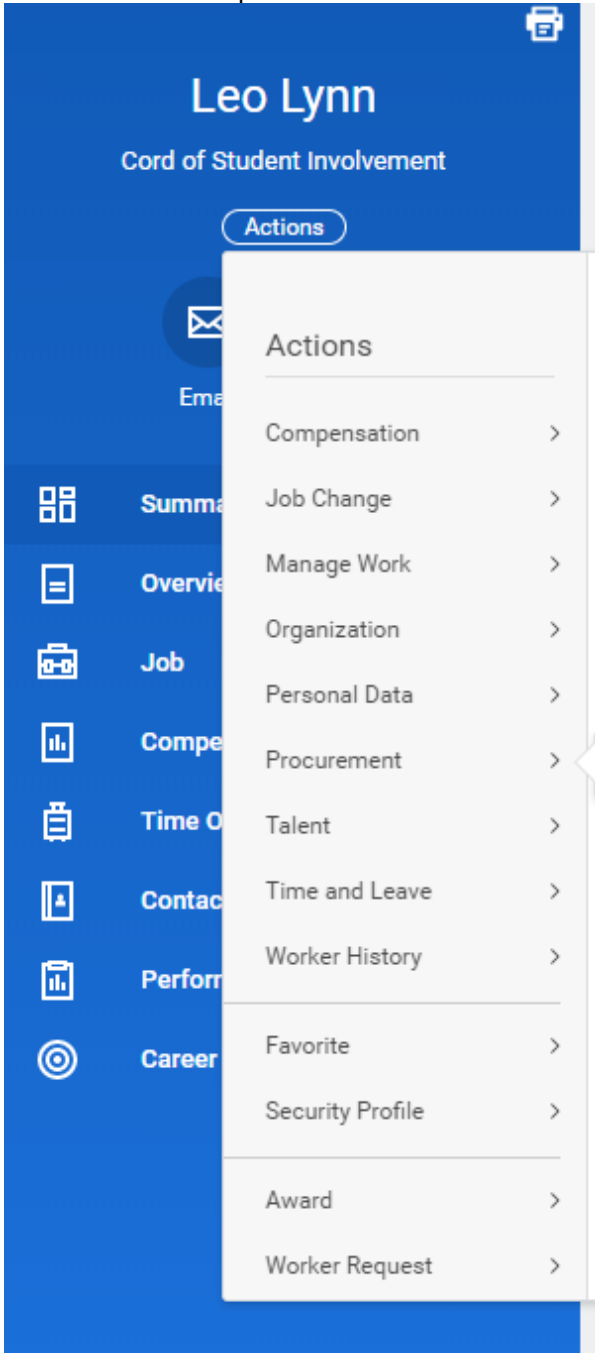 Leo Lynn
Cord of Student Involvement
Actions
Actions
Compensation
Job Change
Manage Work
Organization
Personal Data
Procurement
Talent
Time and Leave
Worker History
Favorite
Security Profile
Award
Worker Request
Ema
Summa
Overvie
Job
Compe
Time O
Contac
Perforr
Career